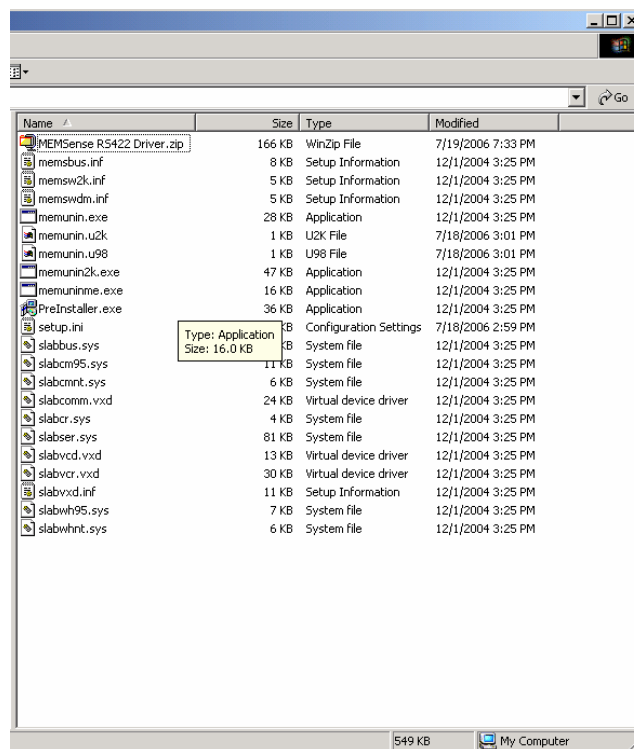 Go
Name Size Type Modified
MEMSense RS422 Driver.zip 166 KB WinZip File 7/19/2006 7:33 PM
memsbus.inf 8 KB Setup Information 12/1/2004 3:25 PM
memsw2k.inf 5 KB Setup Information 12/1/2004 3:25 PM
memswdm.inf 5 KB Setup Information 12/1/2004 3:25 PM
memunin.exe 28 KB Application 12/1/2004 3:25 PM
memunin.u2k 1 KB U2K File 7/18/2006 3:01 PM
memunin.u98 1 KB U98 File 7/18/2006 3:01 PM
memunin2k.exe 47 KB Application 12/1/2004 3:25 PM
memuninme.exe 16 KB Application 12/1/2004 3:25 PM
PreInstaller.exe 36 KB Application 12/1/2004 3:25 PM
setup.ini KB Configuration Settings 7/18/2006 2:59 PM
Type: Application
Size: 16.0 KB
slabbus.sys KB System file 12/1/2004 3:25 PM
slabcm95.sys 11 KB System file 12/1/2004 3:25 PM
slabcmnt.sys 6 KB System file 12/1/2004 3:25 PM
slabcomm.vxd 24 KB Virtual device driver 12/1/2004 3:25 PM
slabcr.sys 4 KB System file 12/1/2004 3:25 PM
slabser.sys 81 KB System file 12/1/2004 3:25 PM
slabvcd.vxd 13 KB Virtual device driver 12/1/2004 3:25 PM
slabvcr.vxd 30 KB Virtual device driver 12/1/2004 3:25 PM
slabvxd.inf 11 KB Setup Information 12/1/2004 3:25 PM
slabwh95.sys 7 KB System file 12/1/2004 3:25 PM
slabwhnt.sys 6 KB System file 12/1/2004 3:25 PM
549 KB My Computer